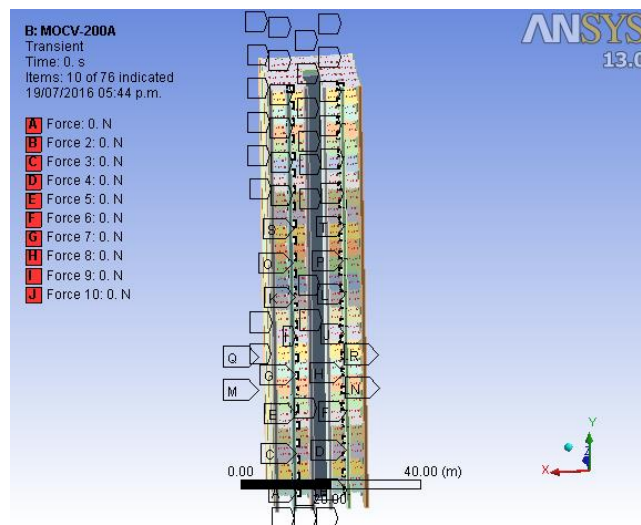 B: MOCV-200A
Transient
Time: 0. s
Items: 10 of 76 indicated
19/07/2016 05:44 p.m.
A Force: 0. N
B Force 2: 0. N
C Force 3: 0. N
D Force 4: 0. N
E Force 5: 0. N
F Force 6: 0. N
G Force 7: 0. N
H Force 8: 0. N
I Force 9: 0. N
J Force 10: 0. N
ANSYS
13.0
S T
O P
K L
I J
Q R
G H
M N
E F
C D
A
0.00 40.00 (m)
20.00
Y
Z
X